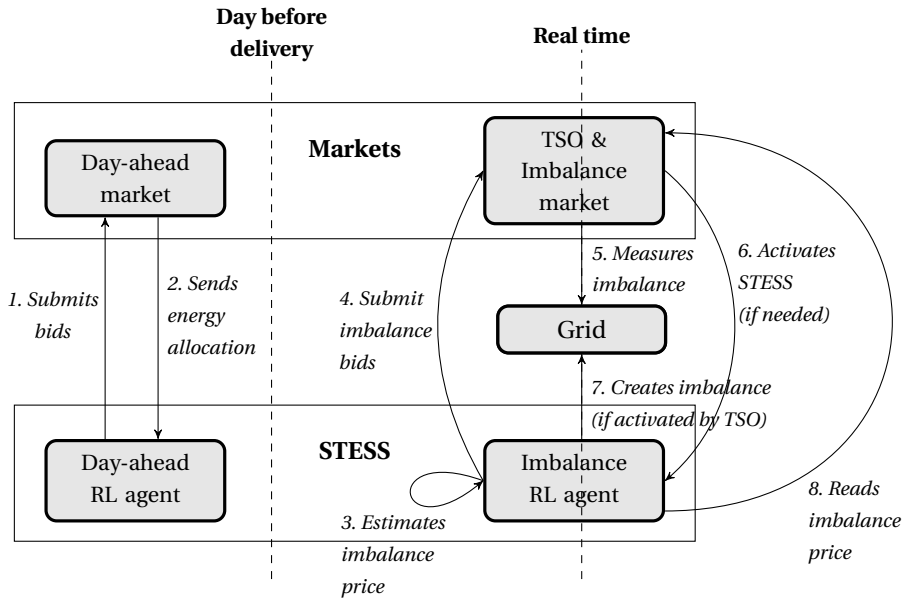 Day before
delivery
Real time
Markets
Day-ahead
market
TSO &
Imbalance
market
1. Submits
bids
2. Sends
energy
allocation
4. Submit
imbalance
bids
5. Measures
imbalance
6. Activates
STESS
(if needed)
Grid
7. Creates imbalance
(if activated by TSO)
STESS
Day-ahead
RL agent
Imbalance
RL agent
3. Estimates
imbalance
price
8. Reads
imbalance
price